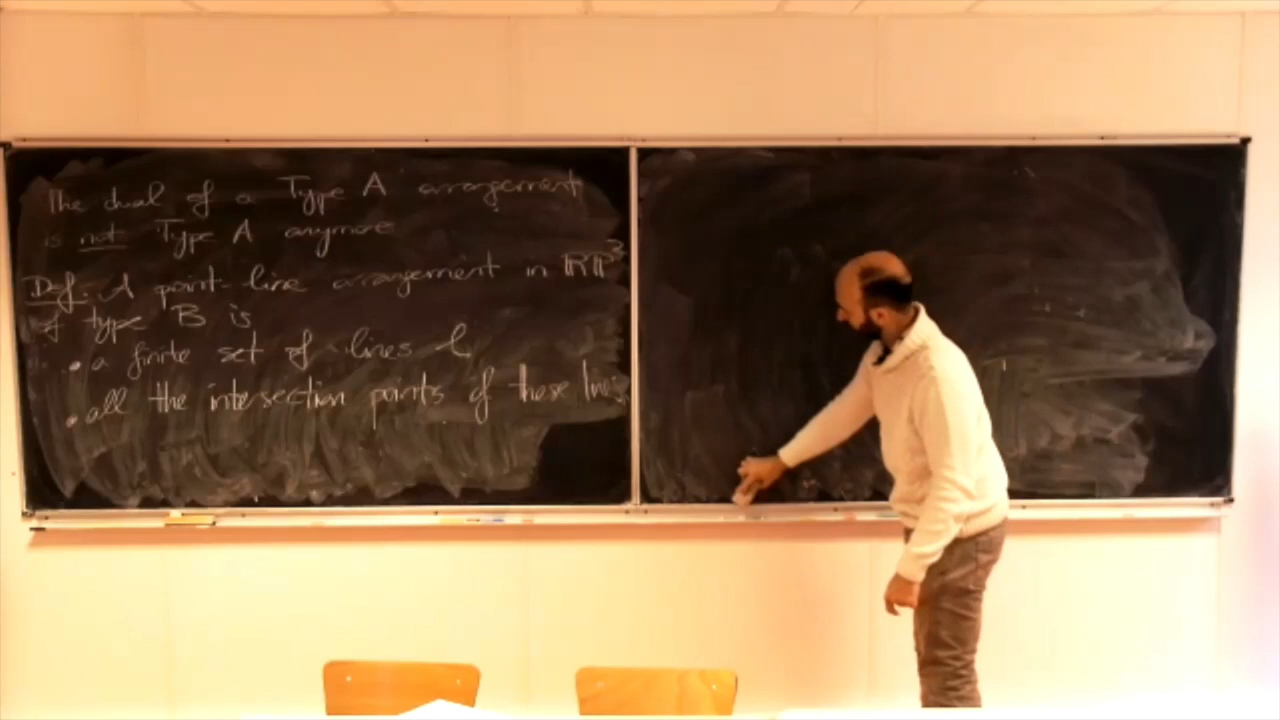 The dual of a Type A arrangement
is not Type A anymore
Def: A point-line arrangement in RP³
of type B is
• a finite set of lines L
• all the intersection points of these lines